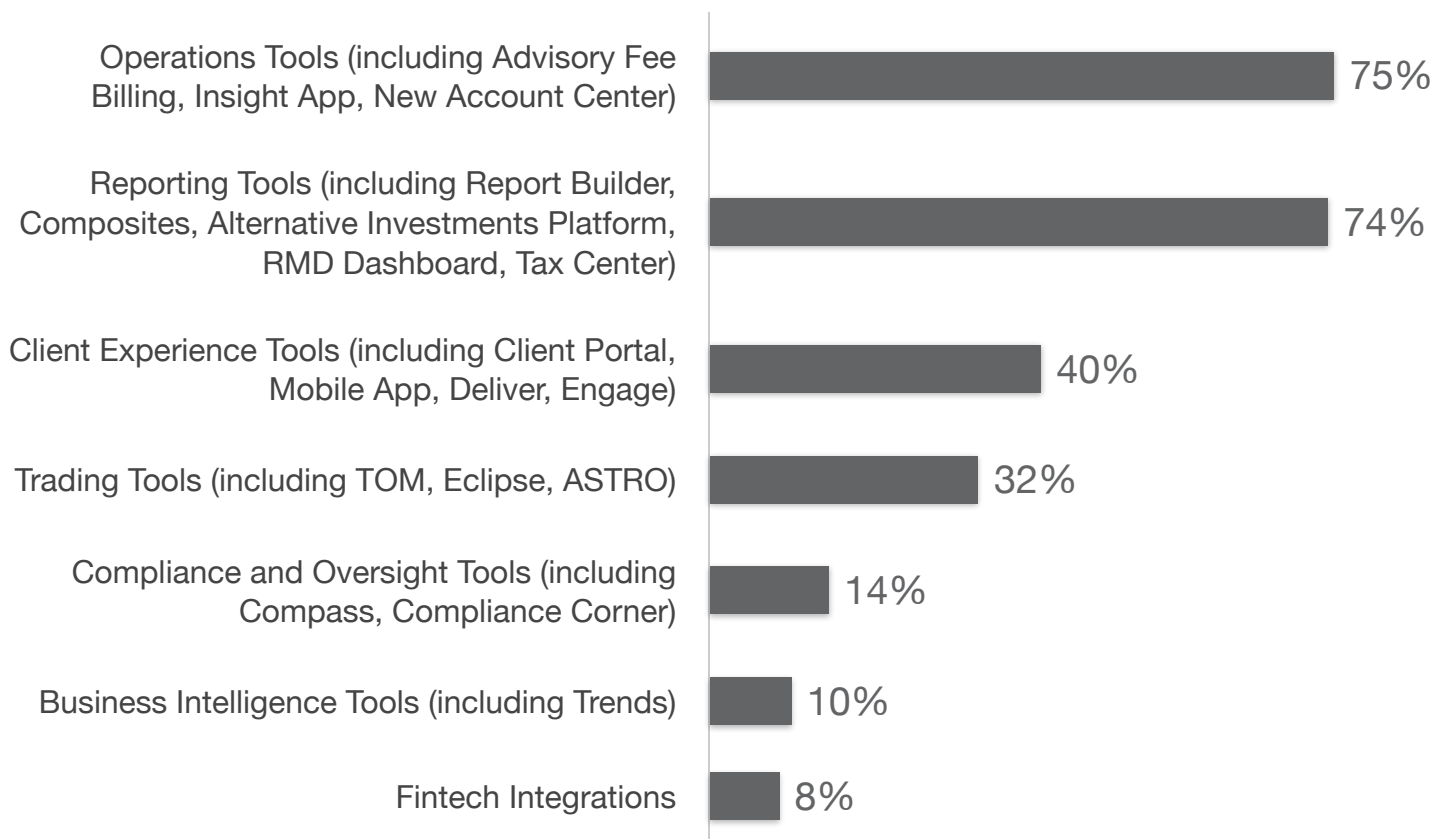 Operations Tools (including Advisory Fee
Billing, Insight App, New Account Center)
75%
Reporting Tools (including Report Builder,
Composites, Alternative Investments Platform,
RMD Dashboard, Tax Center)
74%
Client Experience Tools (including Client Portal,
Mobile App, Deliver, Engage)
40%
Trading Tools (including TOM, Eclipse, ASTRO)
32%
Compliance and Oversight Tools (including
Compass, Compliance Corner)
14%
Business Intelligence Tools (including Trends)
10%
Fintech Integrations
8%